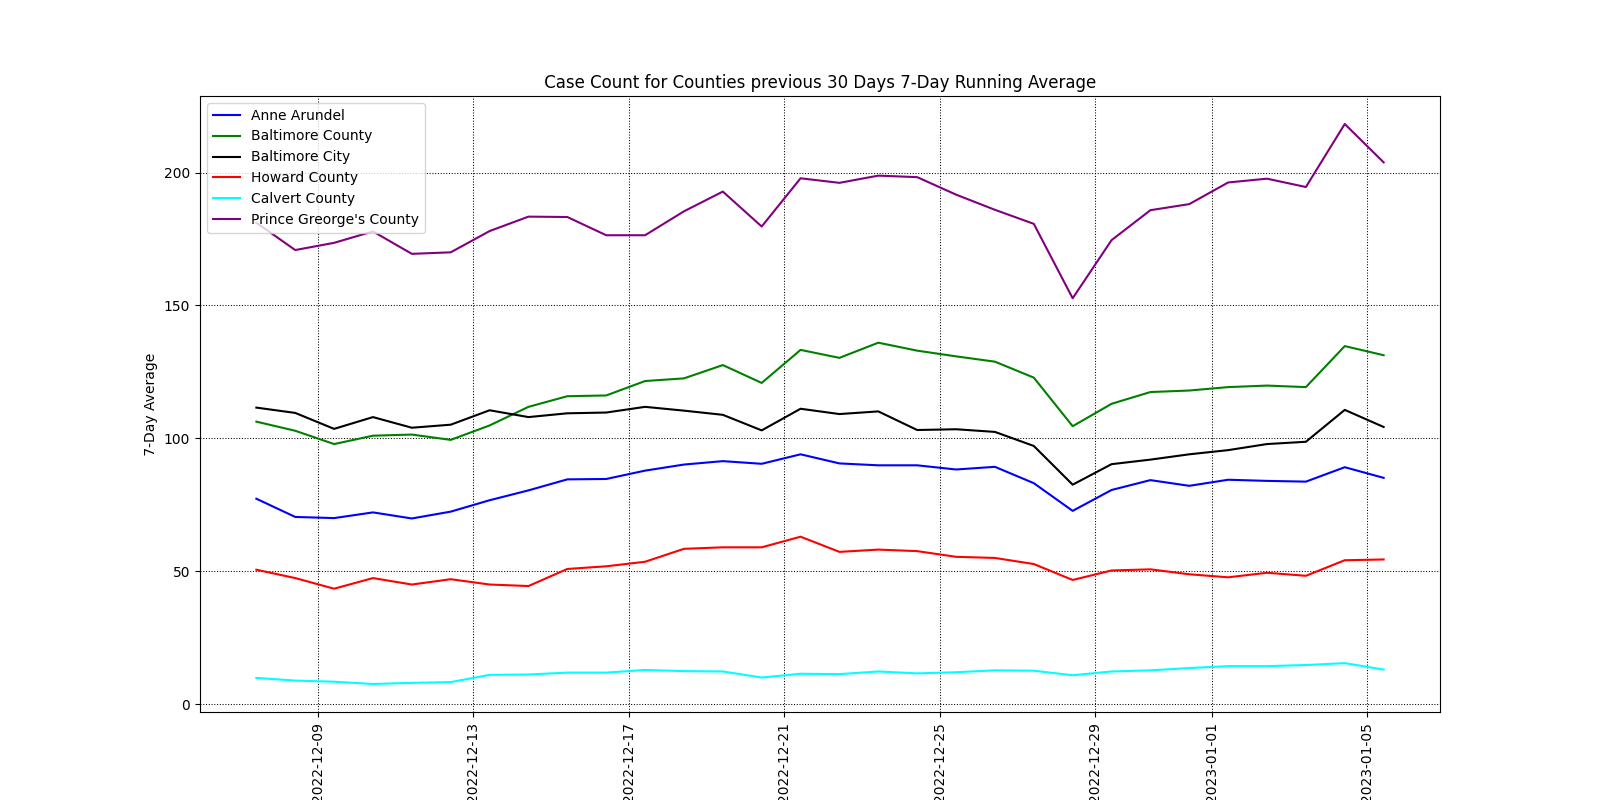 Case Count for Counties previous 30 Days 7-Day Running Average
Anne Arundel
Baltimore County
Baltimore City
Howard County
Calvert County
Prince Greorge's County
7-Day Average
200
150
100
50
0
2022-12-09
2022-12-13
2022-12-17
2022-12-21
2022-12-25
2022-12-29
2023-01-01
2023-01-05